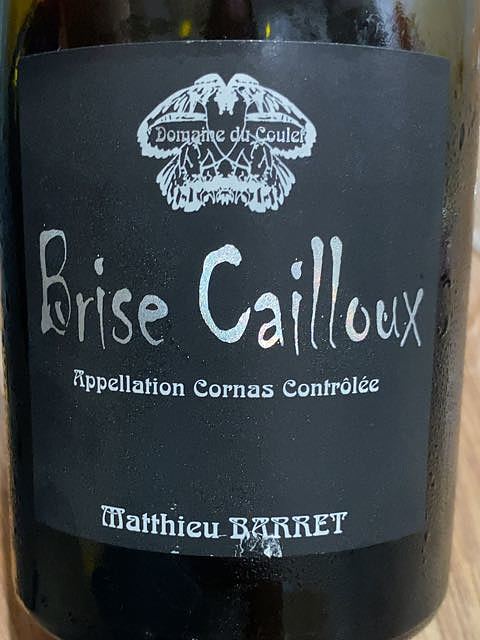 Domaine du Coulet
Brise Cailloux
Appellation Cornas Contrôlée
Matthieu BARRET